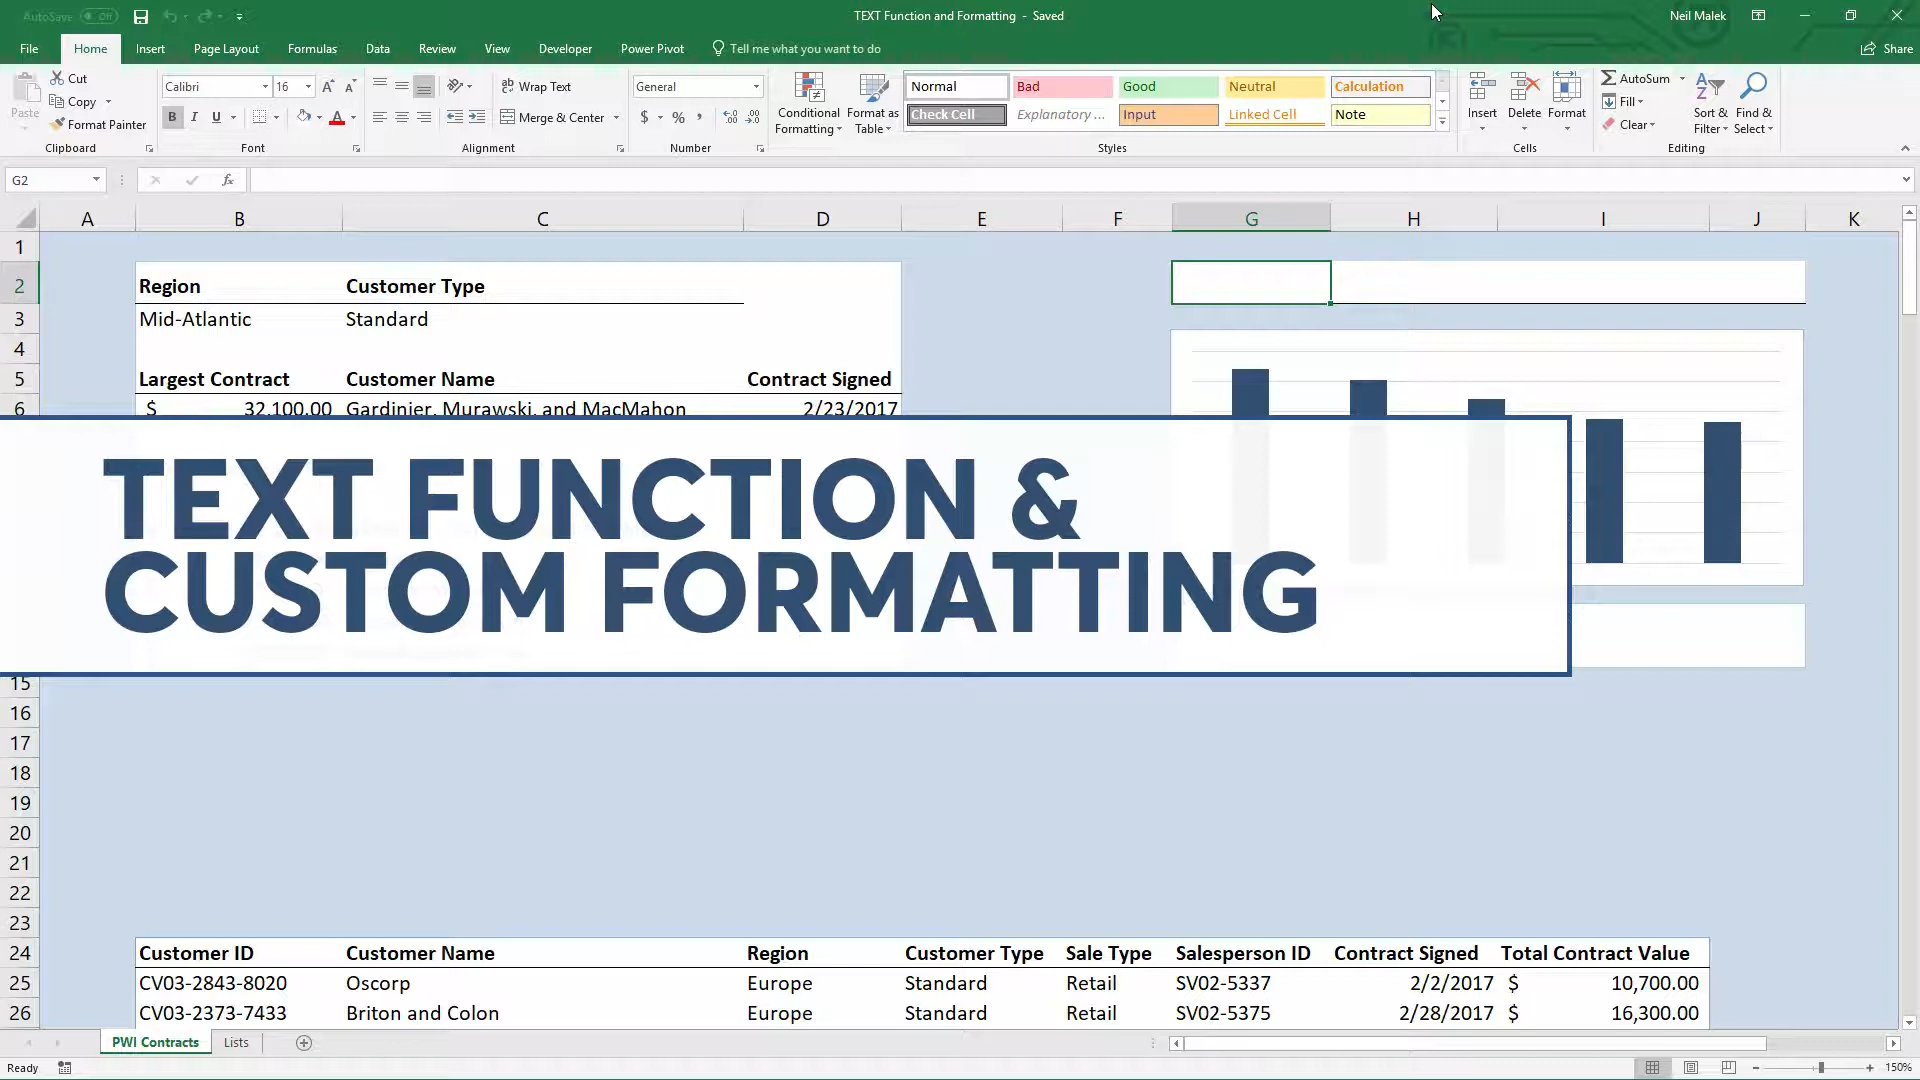 AutoSave Off
TEXT Function and Formatting - Saved
Neil Malek
File Home Insert Page Layout Formulas Data Review View Developer Power Pivot Tell me what you want to do Share
Paste
Cut
Copy
Format Painter
Clipboard
Calibri 16
B I U
Font
Wrap Text
Merge & Center
Alignment
General
$ % ,
Number
Conditional Formatting
Format as Table
Normal Bad Good Neutral Calculation
Check Cell Explanatory ... Input Linked Cell Note
Styles
Insert Delete Format
Cells
AutoSum
Fill
Clear
Sort & Filter
Find & Select
Editing
G2 fx
A B C D E F G H I J K
1
2 Region Customer Type
3 Mid-Atlantic Standard
4
5 Largest Contract Customer Name Contract Signed
6 $ 32,100.00 Gardinier, Murawski, and MacMahon 2/23/2017
TEXT FUNCTION &
CUSTOM FORMATTING
15
16
17
18
19
20
21
22
23
24 Customer ID Customer Name Region Customer Type Sale Type Salesperson ID Contract Signed Total Contract Value
25 CV03-2843-8020 Oscorp Europe Standard Retail SV02-5337 2/2/2017 $ 10,700.00
26 CV03-2373-7433 Briton and Colon Europe Standard Retail SV02-5375 2/28/2017 $ 16,300.00
PWI Contracts Lists
Ready 150%